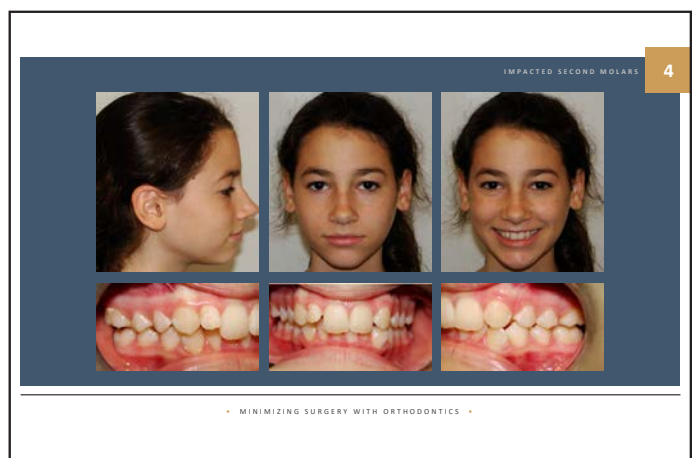 IMPACTED SECOND MOLARS
4
• MINIMIZING SURGERY WITH ORTHODONTICS •